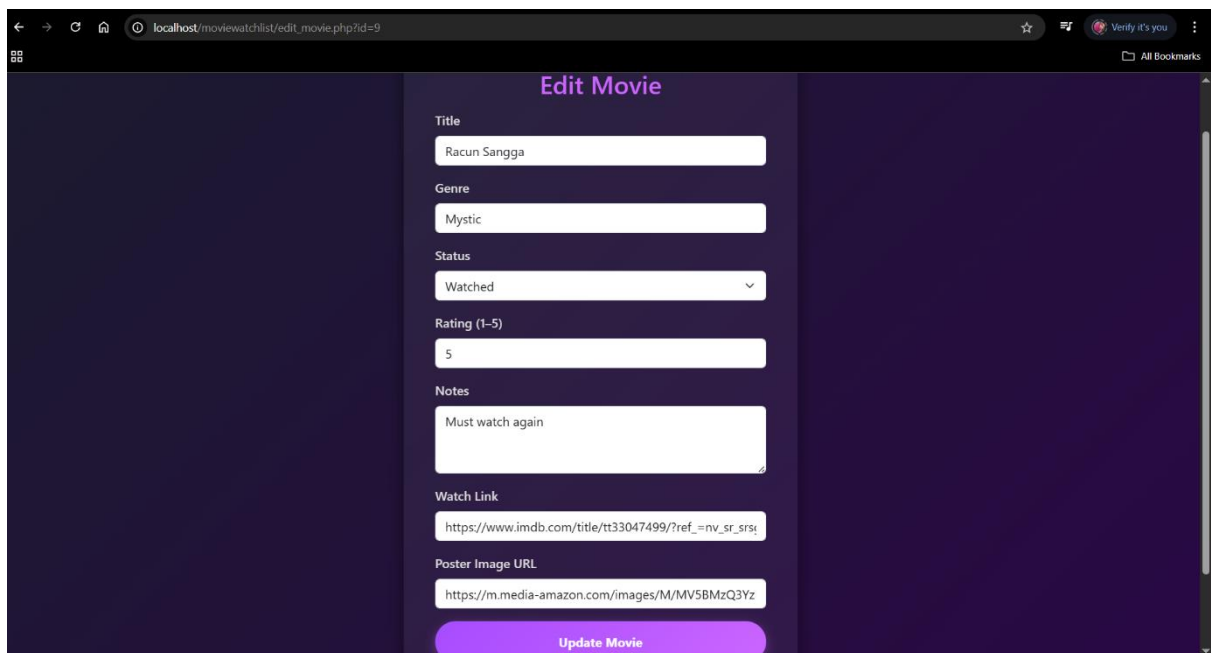 localhost/moviewatchlist/edit_movie.php?id=9
Verify it's you
All Bookmarks
Edit Movie
Title
Racun Sangga
Genre
Mystic
Status
Watched
Rating (1–5)
5
Notes
Must watch again
Watch Link
https://www.imdb.com/title/tt33047499/?ref_=nv_sr_srsg
Poster Image URL
https://m.media-amazon.com/images/M/MV5BMzQ3Yz
Update Movie